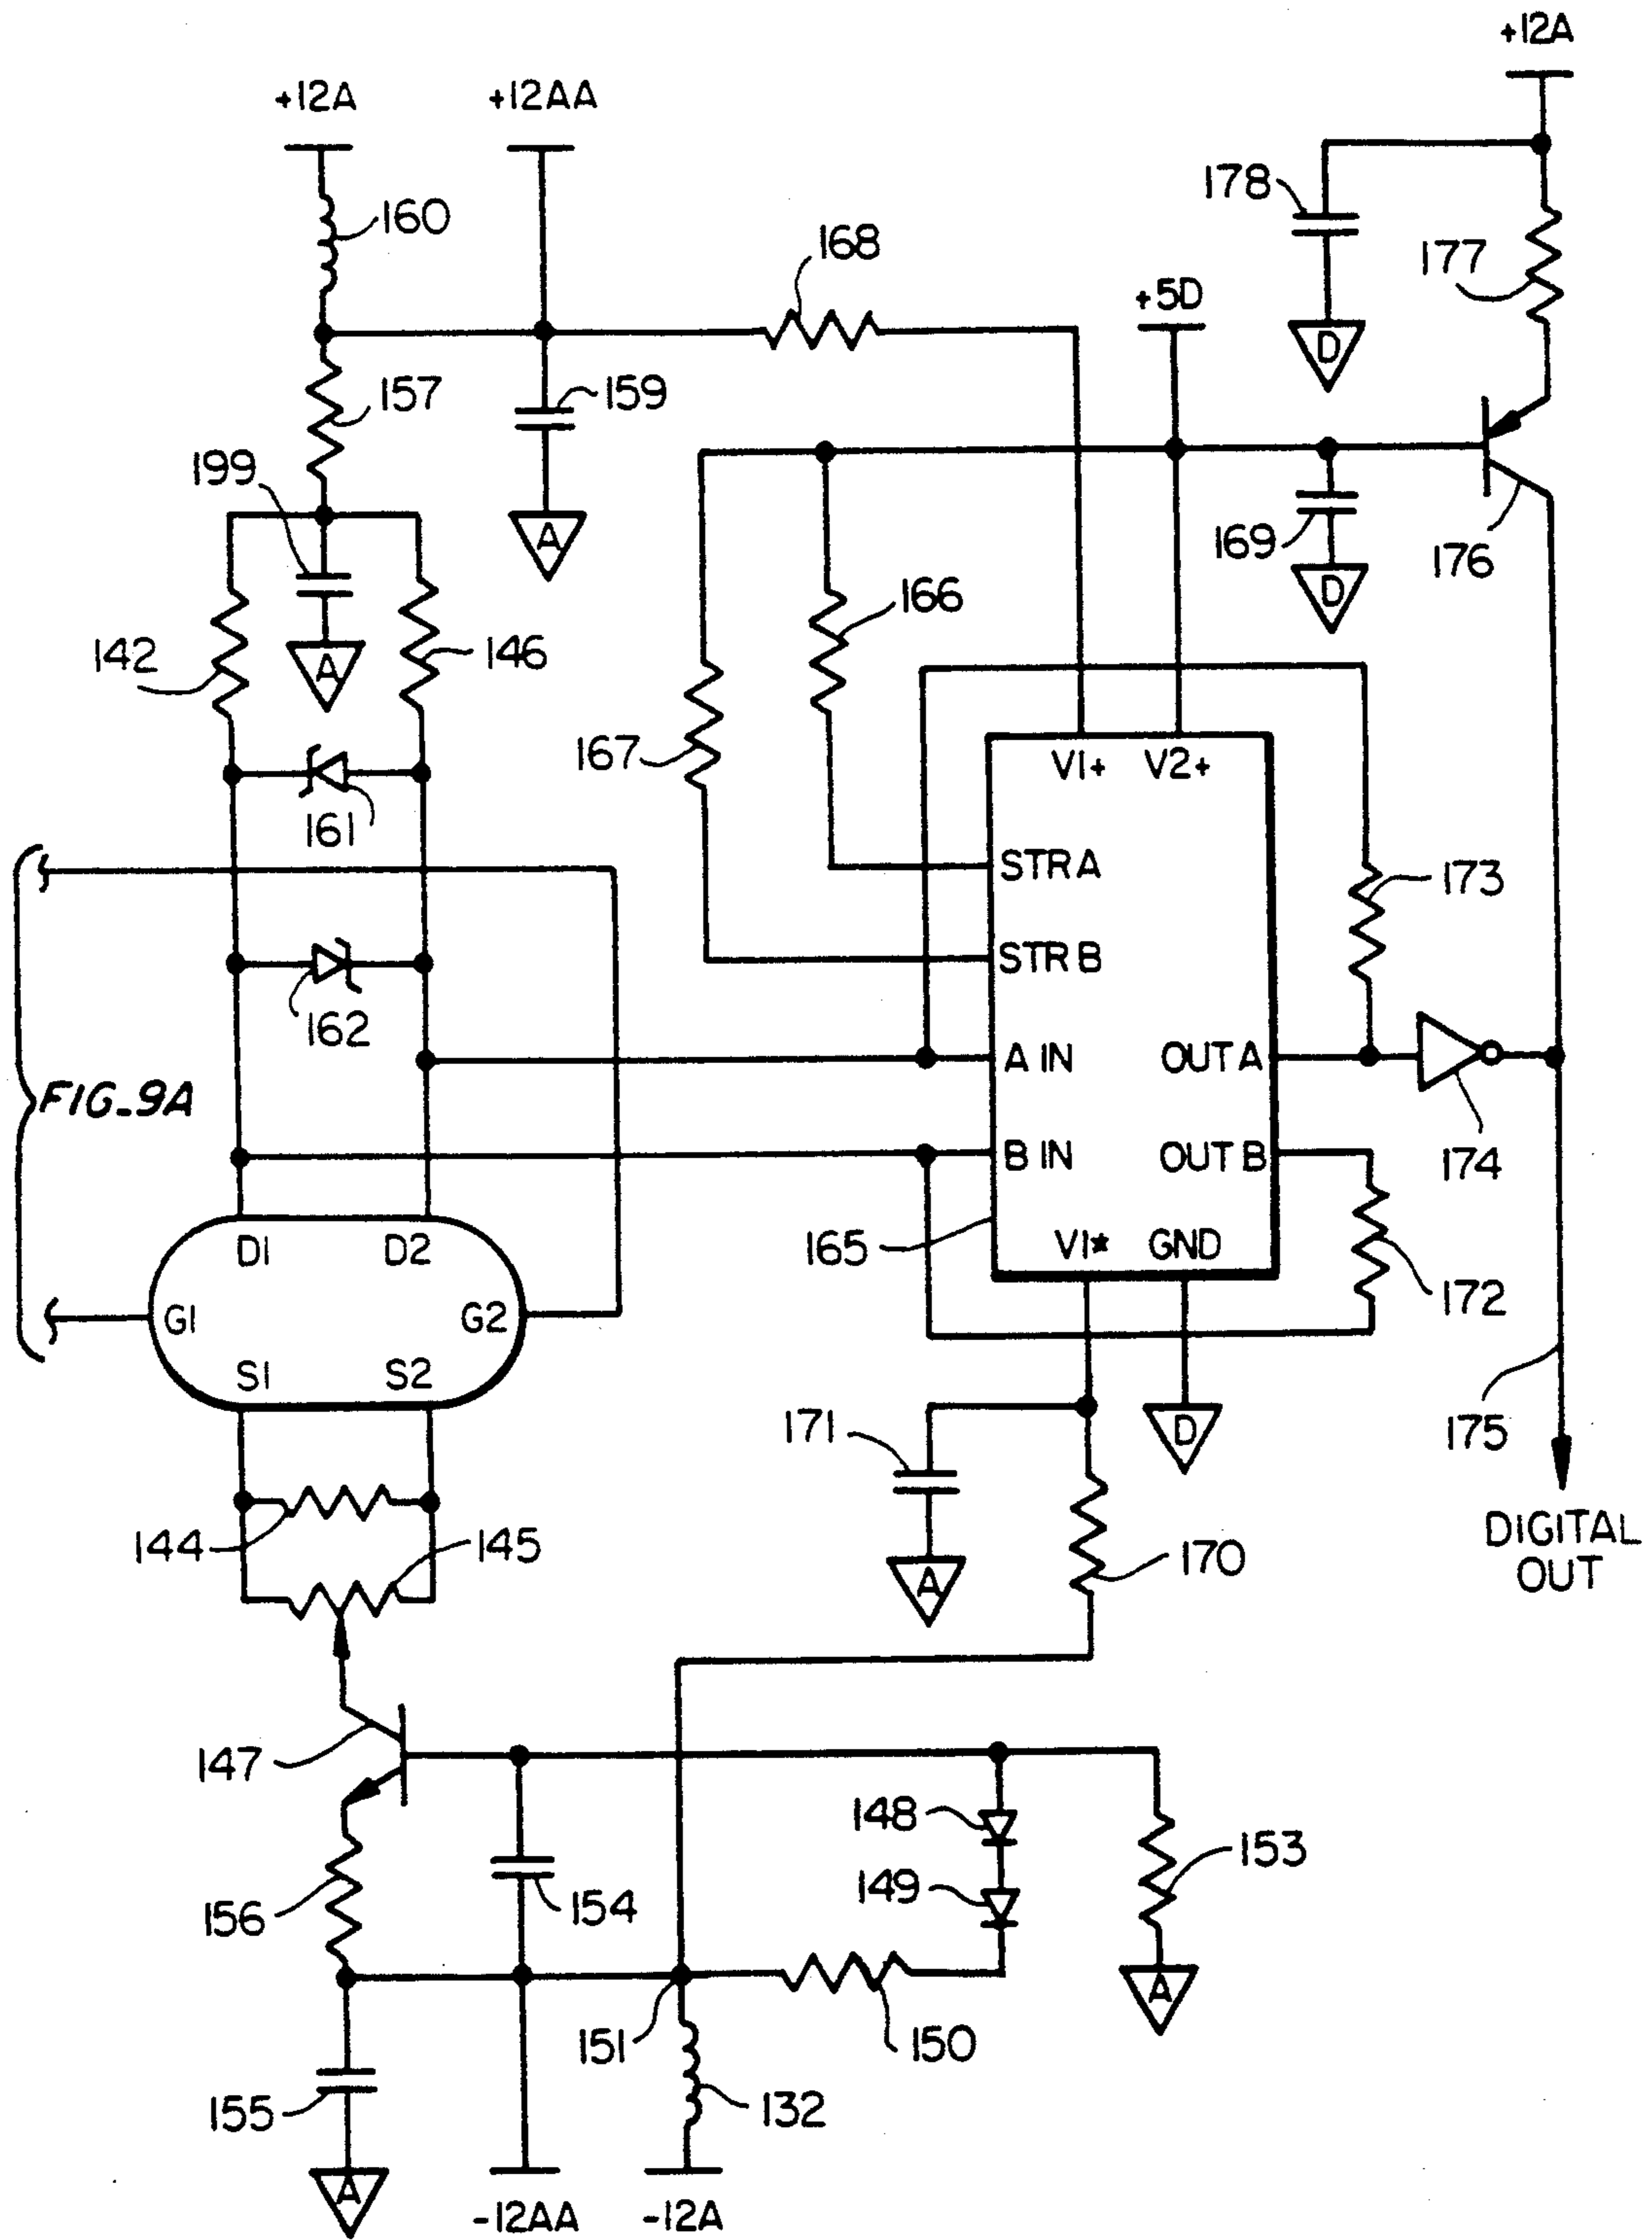 +12A
+12A
+12AA
178
160
168
177
+5D
157
159
D
199
A
169
176
D
166
142
A
146
167
V1+
V2+
161
STR A
173
STR B
162
A IN
OUT A
FIG_9A
B IN
OUT B
174
165
V1*
GND
D1
D2
172
G1
G2
S1
S2
171
D
175
144
145
A
170
DIGITAL
OUT
147
148
153
149
156
154
A
151
150
155
132
A
-12AA
-12A